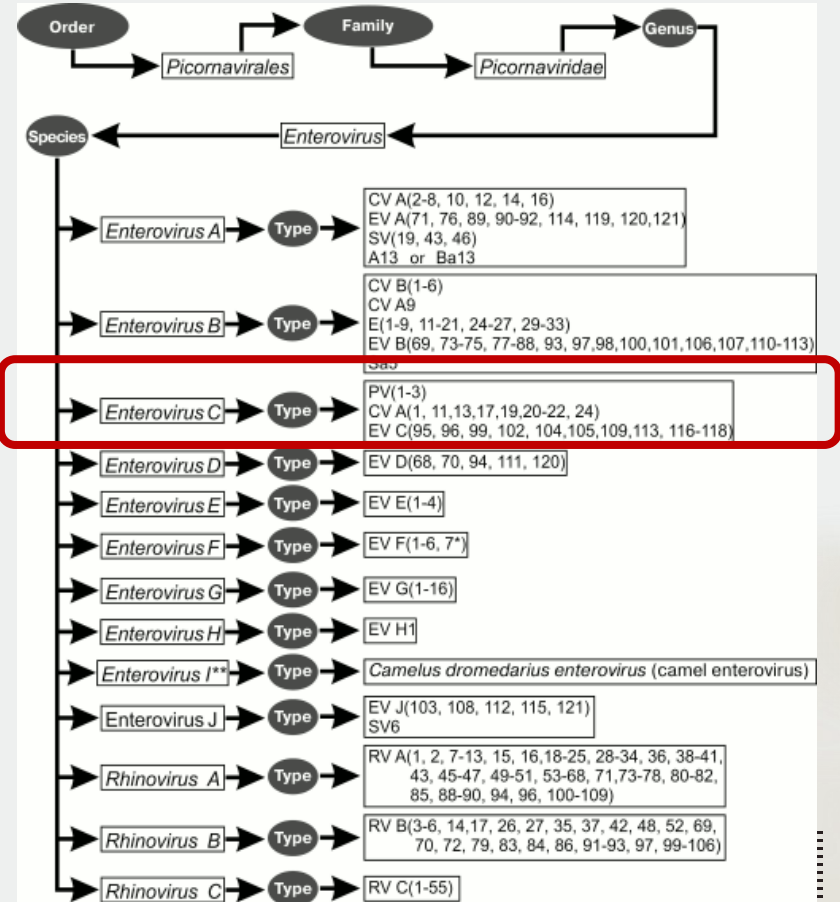 Order
Family
Genus
Picornavirales
Picornaviridae
Species
Enterovirus
Enterovirus A
Type
CV A(2-8, 10, 12, 14, 16)
EV A(71, 76, 89, 90-92, 114, 119, 120,121)
SV(19, 43, 46)
A13 or Ba13
Enterovirus B
Type
CV B(1-6)
CV A9
E(1-9, 11-21, 24-27, 29-33)
EV B(69, 73-75, 77-88, 93, 97,98,100,101,106,107,110-113)
Sa5
Enterovirus C
Type
PV(1-3)
CV A(1, 11,13,17,19,20-22, 24)
EV C(95, 96, 99, 102, 104,105,109,113, 116-118)
Enterovirus D
Type
EV D(68, 70, 94, 111, 120)
Enterovirus E
Type
EV E(1-4)
Enterovirus F
Type
EV F(1-6, 7*)
Enterovirus G
Type
EV G(1-16)
Enterovirus H
Type
EV H1
Enterovirus I**
Type
Camelus dromedarius enterovirus (camel enterovirus)
Enterovirus J
Type
EV J(103, 108, 112, 115, 121)
SV6
Rhinovirus A
Type
RV A(1, 2, 7-13, 15, 16,18-25, 28-34, 36, 38-41,
43, 45-47, 49-51, 53-68, 71,73-78, 80-82,
85, 88-90, 94, 96, 100-109)
Rhinovirus B
Type
RV B(3-6, 14,17, 26, 27, 35, 37, 42, 48, 52, 69,
70, 72, 79, 83, 84, 86, 91-93, 97, 99-106)
Rhinovirus C
Type
RV C(1-55)